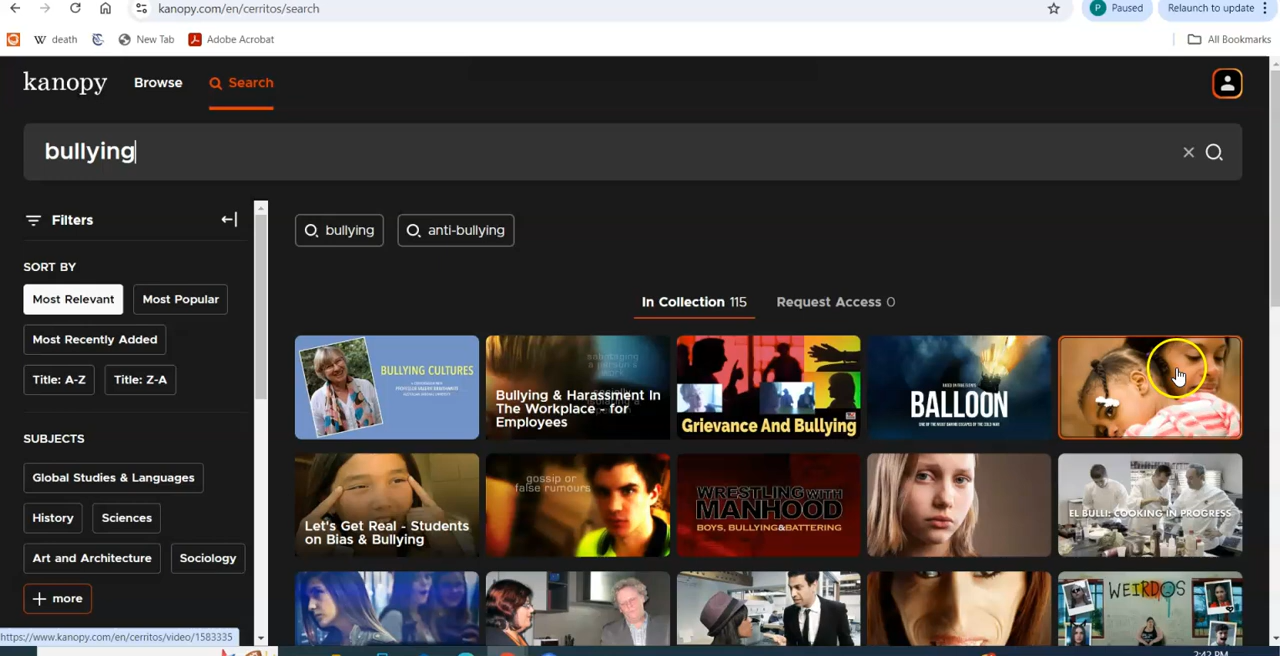 kanopy.com/en/cerritos/search
P Paused
Relaunch to update
death
New Tab
Adobe Acrobat
All Bookmarks
kanopy
Browse
Search
bullying
Filters
bullying
anti-bullying
SORT BY
In Collection 115
Request Access 0
Most Relevant
Most Popular
Most Recently Added
Title: A-Z
Title: Z-A
BULLYING CULTURES
Bullying & Harassment In
The Workplace - for
Employees
Grievance And Bullying
BALLOON
SUBJECTS
Global Studies & Languages
History
Sciences
Art and Architecture
Sociology
+ more
Let's Get Real - Students
on Bias & Bullying
gossip or
false rumours
WRESTLING WITH
MANHOOD
BOYS, BULLYING & BATTERING
EL BULLI: COOKING IN PROGRESS
WEIRDOS
https://www.kanopy.com/en/cerritos/video/1583335
2:42 PM